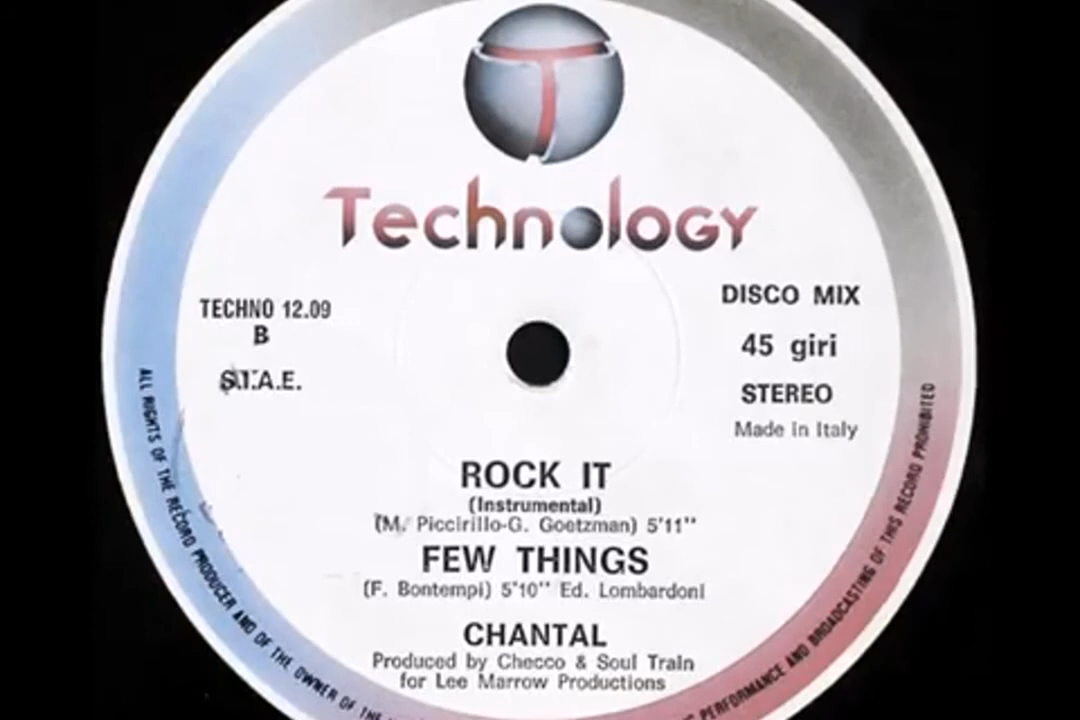 T
Technology
TECHNO 12.09
B
S.I.A.E.
DISCO MIX
45 giri
STEREO
Made in Italy
ROCK IT
(Instrumental)
(M. Piccirillo-G. Goetzman) 5'11"
FEW THINGS
(F. Bontempi) 5'10" Ed. Lombardoni
CHANTAL
Produced by Checco & Soul Train
for Lee Marrow Productions
ALL RIGHTS OF THE RECORD PRODUCER AND OF THE OWNER OF THE
PERFORMANCE AND BROADCASTING OF THIS RECORD PROHIBITED